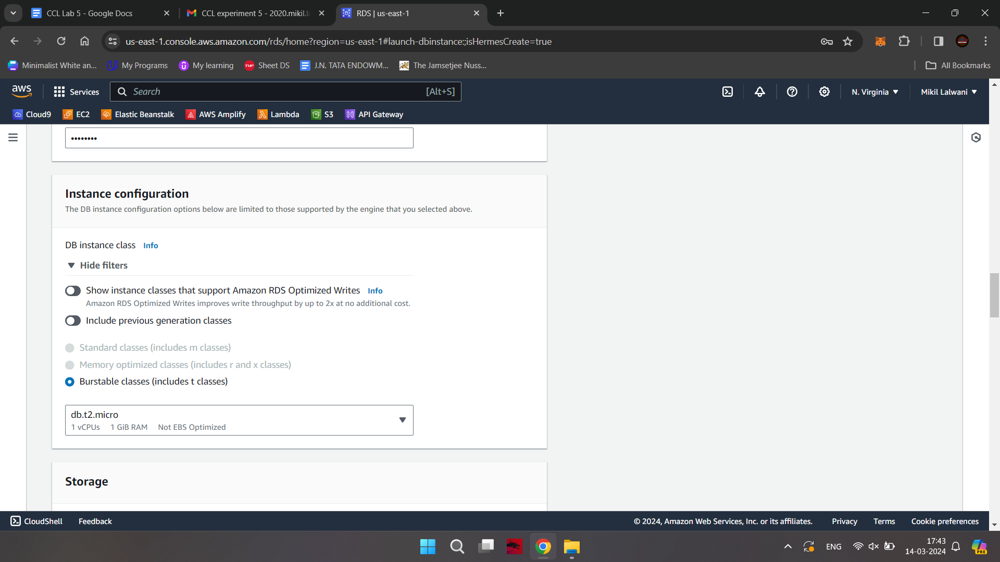 CCL Lab 5 - Google Docs
CCL experiment 5 - 2020.mikil.la
RDS | us-east-1
us-east-1.console.aws.amazon.com/rds/home?region=us-east-1#launch-dbinstance:;isHermesCreate=true
Minimalist White an...
My Programs
My learning
TUF
Sheet DS
J.N. TATA ENDOWM...
The Jamsetjee Nuss...
All Bookmarks
aws
Services
Search
[Alt+S]
N. Virginia
Mikil Lalwani
Cloud9
EC2
Elastic Beanstalk
AWS Amplify
Lambda
S3
API Gateway
••••••••
Instance configuration
The DB instance configuration options below are limited to those supported by the engine that you selected above.
DB instance class Info
Hide filters
Show instance classes that support Amazon RDS Optimized Writes Info
Amazon RDS Optimized Writes improves write throughput by up to 2x at no additional cost.
Include previous generation classes
Standard classes (includes m classes)
Memory optimized classes (includes r and x classes)
Burstable classes (includes t classes)
db.t2.micro
1 vCPUs 1 GiB RAM Not EBS Optimized
Storage
CloudShell
Feedback
© 2024, Amazon Web Services, Inc. or its affiliates.
Privacy
Terms
Cookie preferences
ENG
17:43
14-03-2024
PRE